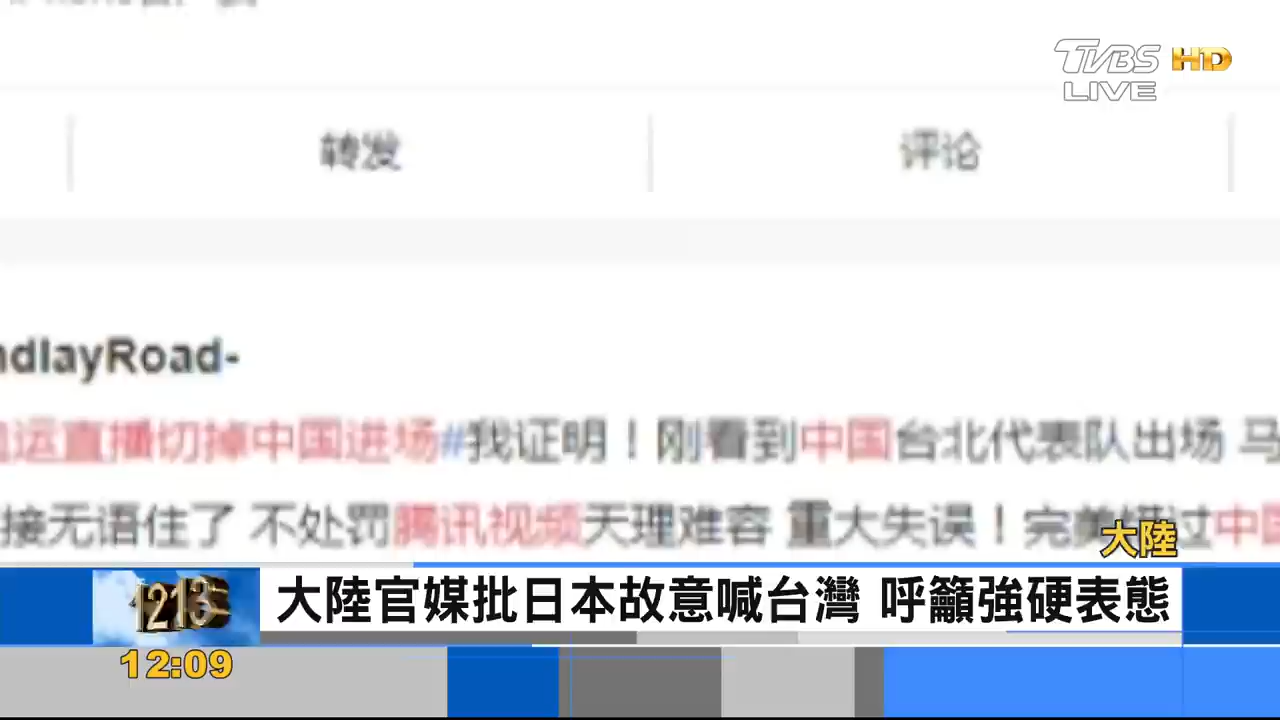 TVBS HD
LIVE
转发
评论
ndlayRoad-
运直播切掉中国进场#我证明！刚看到中国台北代表队出场 马
接无语住了 不处罚腾讯视频天理难容 重大失误！完美错过中国
大陸
1213
大陸官媒批日本故意喊台灣 呼籲強硬表態
12:09